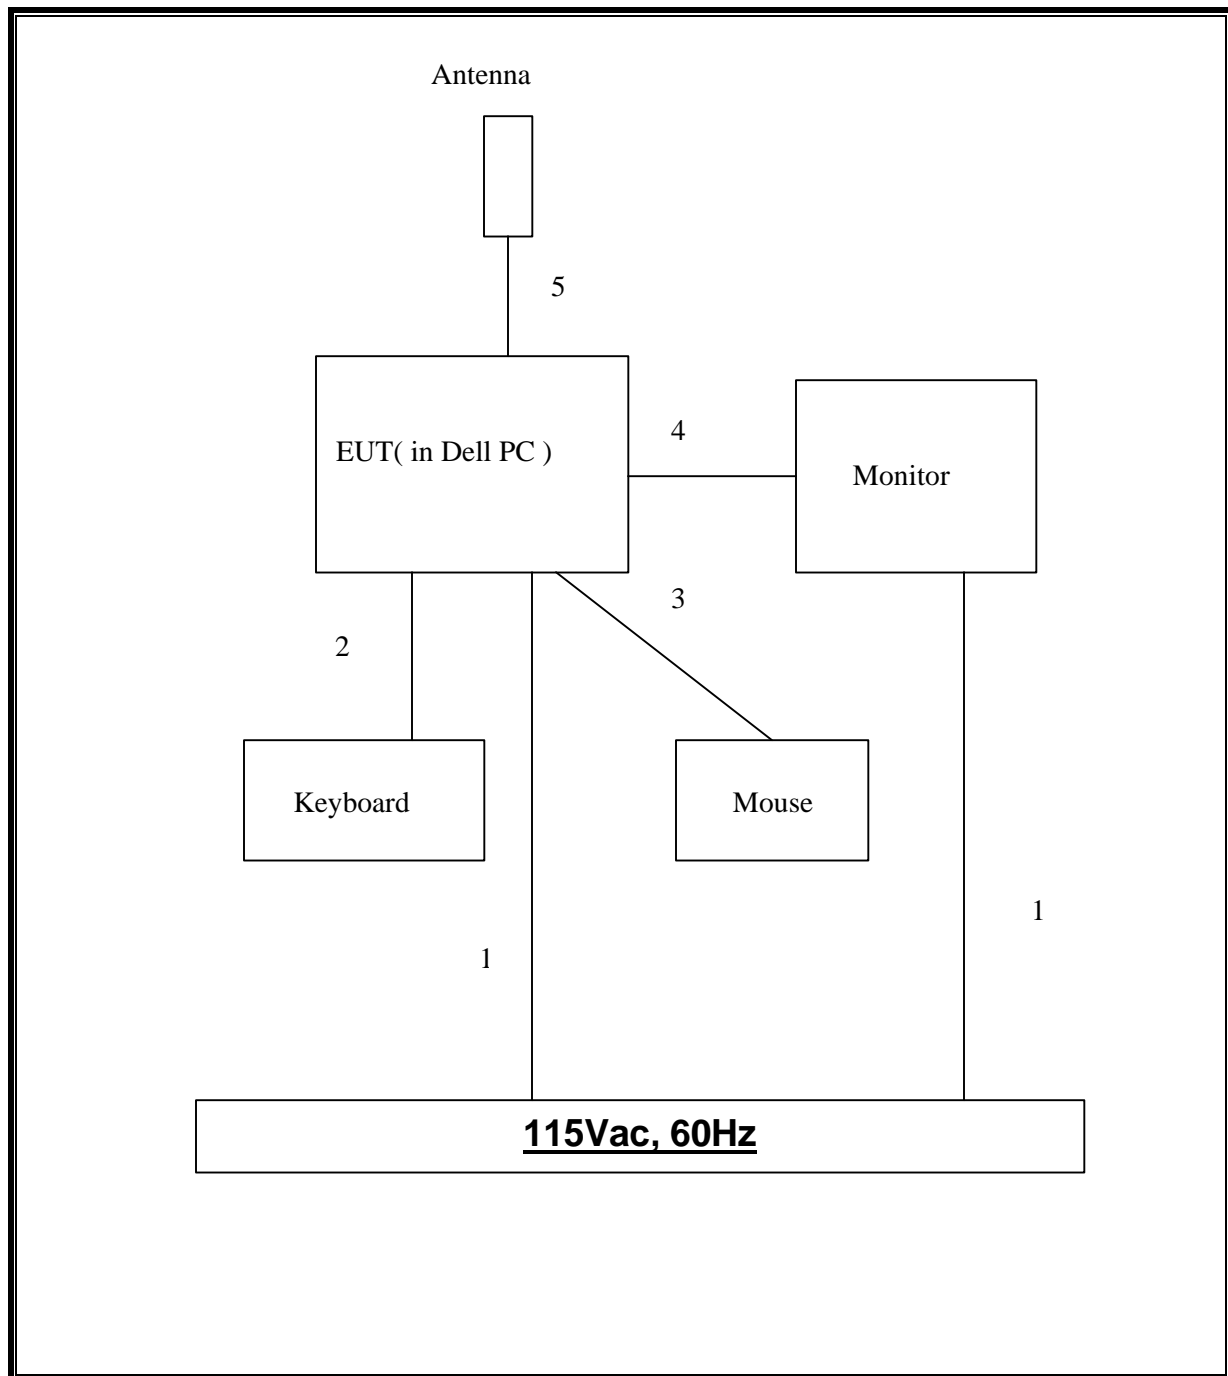 Antenna
5
EUT( in Dell PC )
4
Monitor
3
2
Keyboard
Mouse
1
1
115Vac, 60Hz